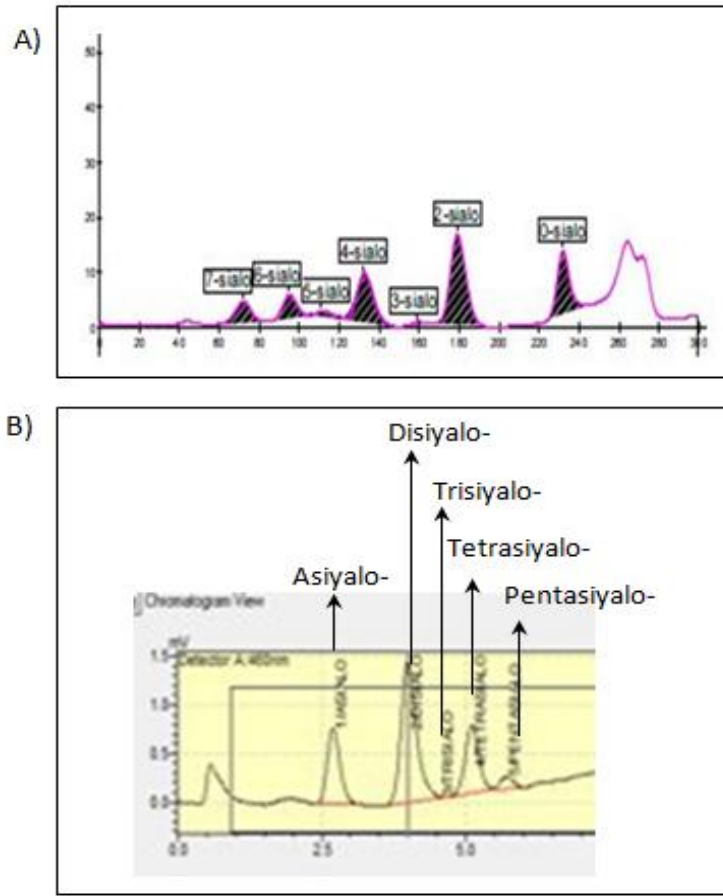 A)
50
40
30
20
10
0
7-sialo
6-sialo
5-sialo
4-sialo
3-sialo
2-sialo
0-sialo
0 20 40 60 80 100 120 140 160 180 200 220 240 260 280 300
B)
Disiyalo-
Trisiyalo-
Tetrasiyalo-
Asiyalo-
Pentasiyalo-
Chromatogram View
mV
Detector A:460nm
1.5
1.0
0.5
0.0
0.0 2.5 5.0